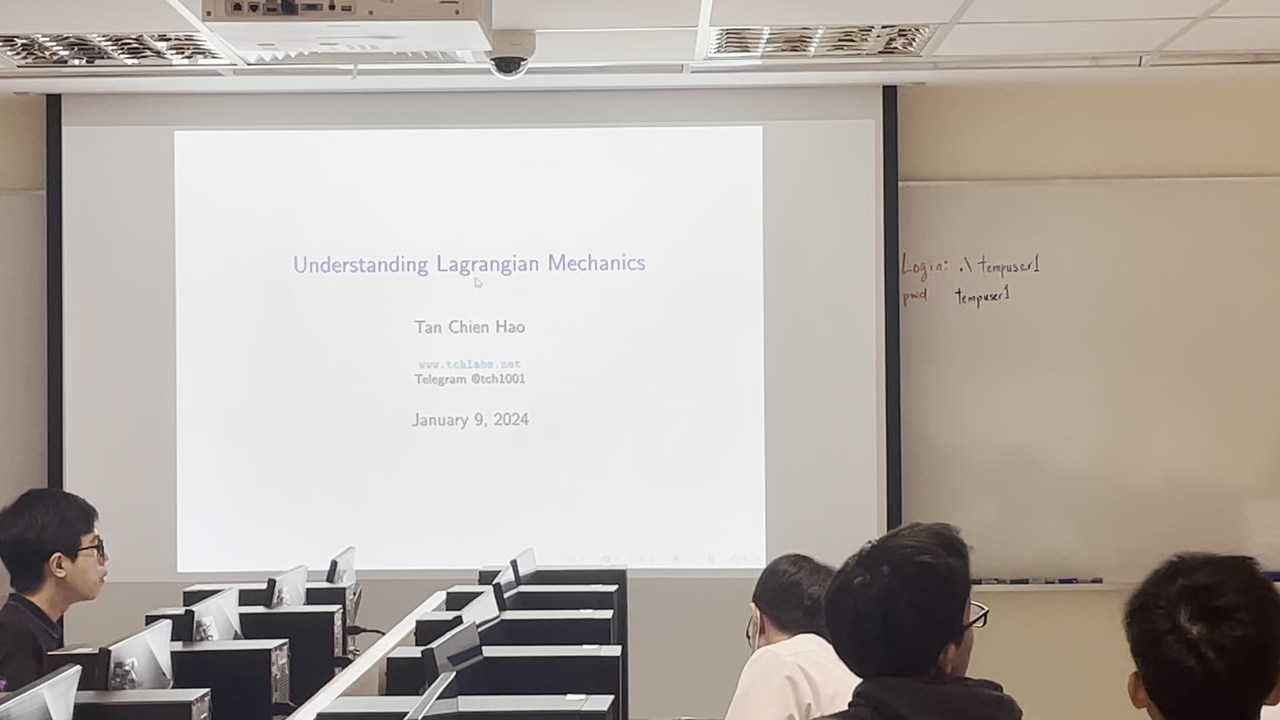 Understanding Lagrangian Mechanics
Tan Chien Hao
www.tchlabs.net
Telegram @tch1001
January 9, 2024
Login: .\ tempuser1
pwd tempuser1